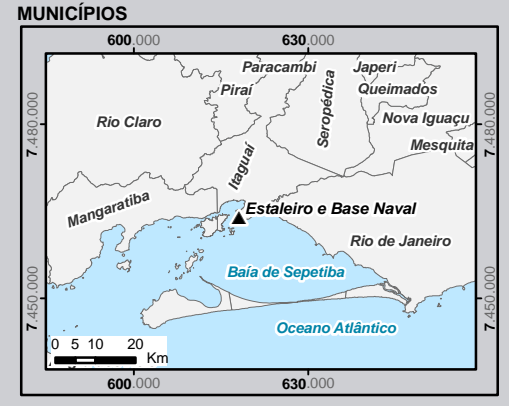 MUNICÍPIOS
600.000 630.000
Paracambi Japeri
Piraí Seropédica Queimados
7.480.000 Rio Claro Nova Iguaçu 7.480.000
Mesquita
Itaguaí
Mangaratiba Estaleiro e Base Naval
Rio de Janeiro
Baía de Sepetiba
7.450.000 7.450.000
Oceano Atlântico
0 5 10 20
Km
600.000 630.000